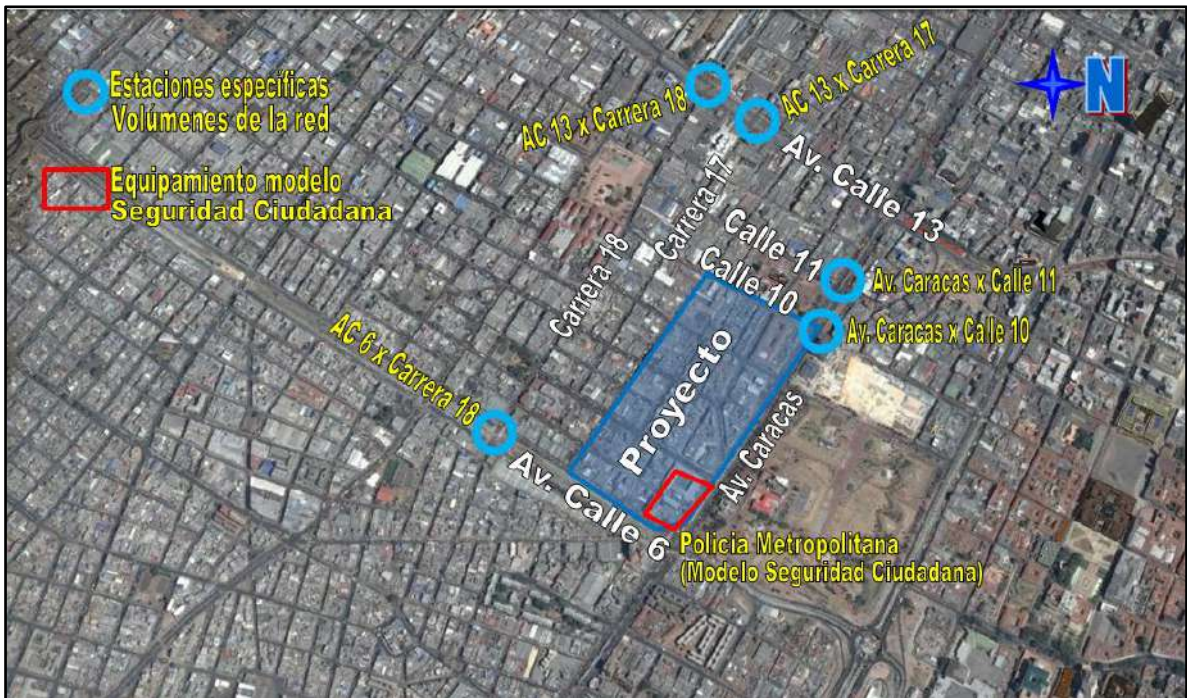 Estaciones específicas
Volúmenes de la red
Equipamiento modelo
Seguridad Ciudadana
N
AC 13 x Carrera 18
AC 13 x Carrera 17
Av. Calle 13
Carrera 17
Carrera 18
Calle 11
Calle 10
Av. Caracas x Calle 11
Av. Caracas x Calle 10
AC 6 x Carrera 18
Proyecto
Av. Caracas
Av. Calle 6
Policia Metropolitana
(Modelo Seguridad Ciudadana)